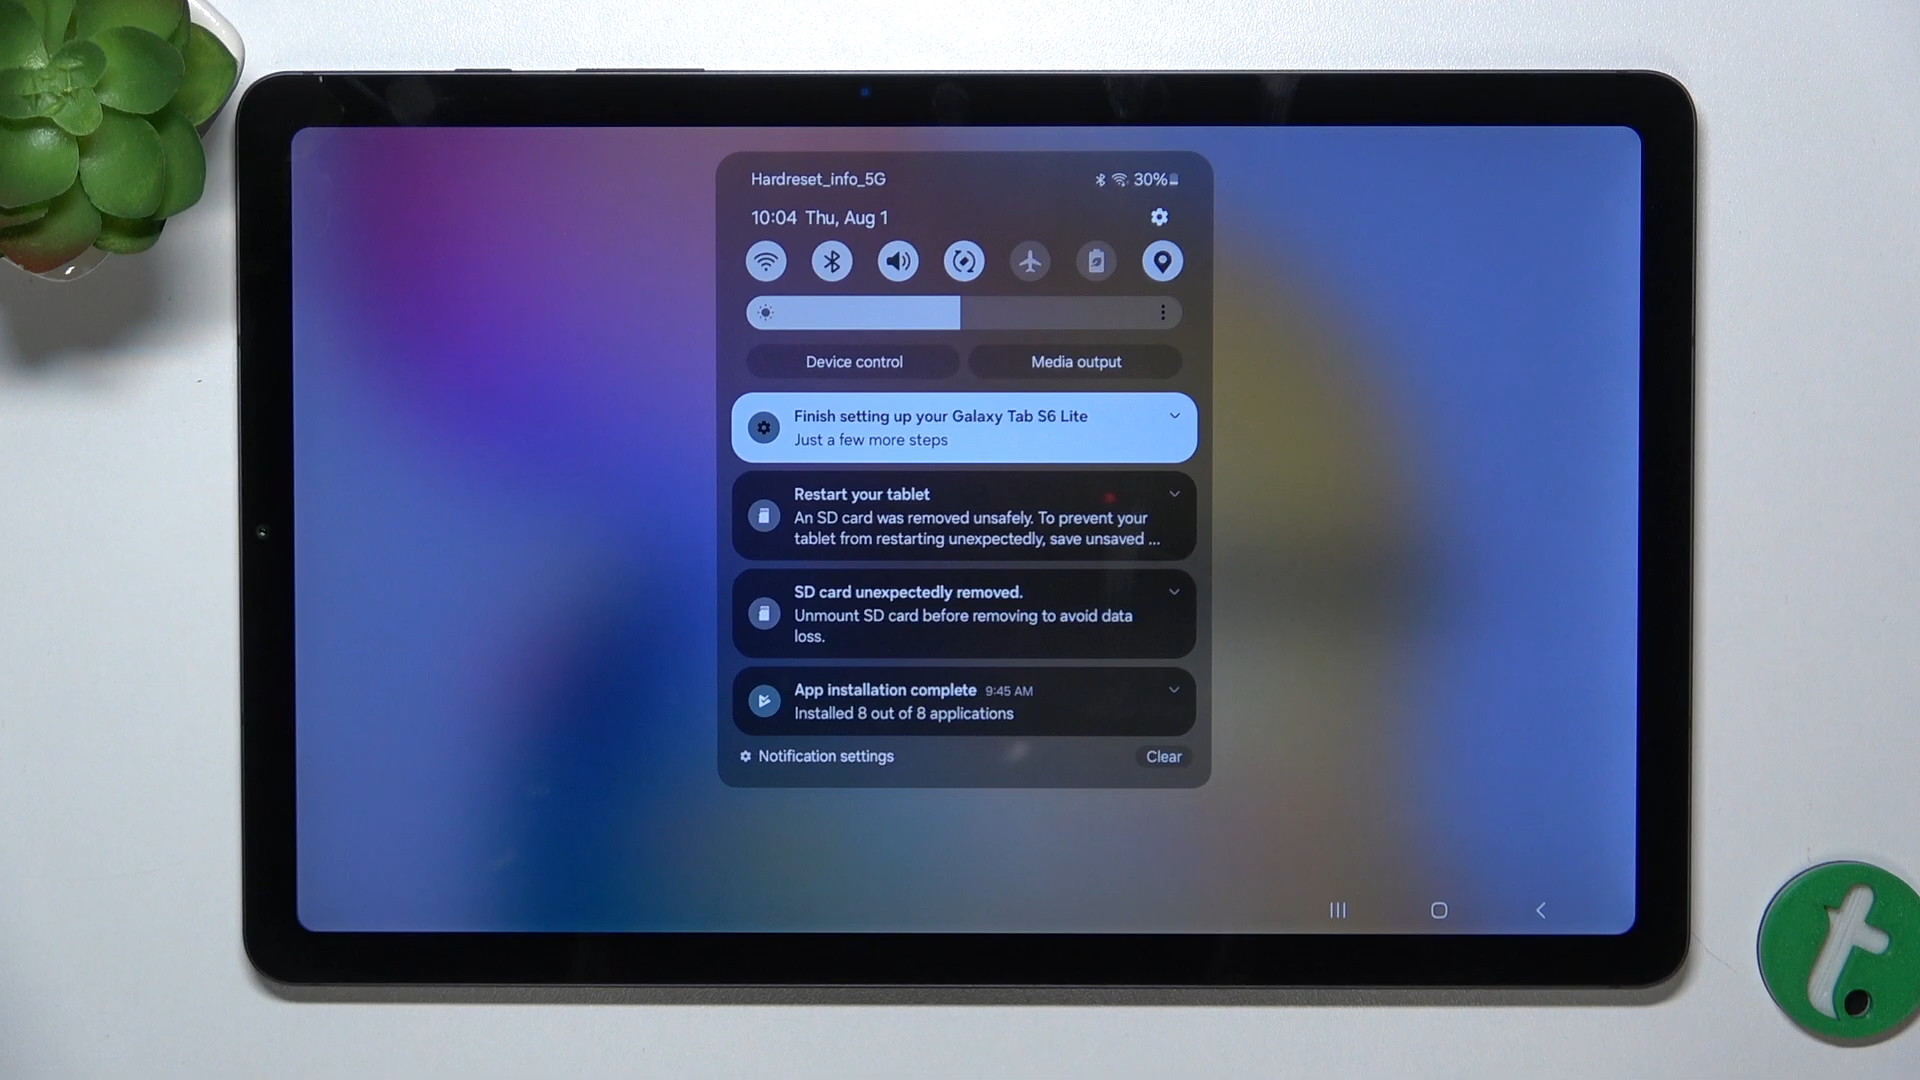 Hardreset_info_5G
30%
10:04 Thu, Aug 1
Device control
Media output
Finish setting up your Galaxy Tab S6 Lite
Just a few more steps
Restart your tablet
An SD card was removed unsafely. To prevent your
tablet from restarting unexpectedly, save unsaved ...
SD card unexpectedly removed.
Unmount SD card before removing to avoid data
loss.
App installation complete 9:45 AM
Installed 8 out of 8 applications
Notification settings
Clear
t